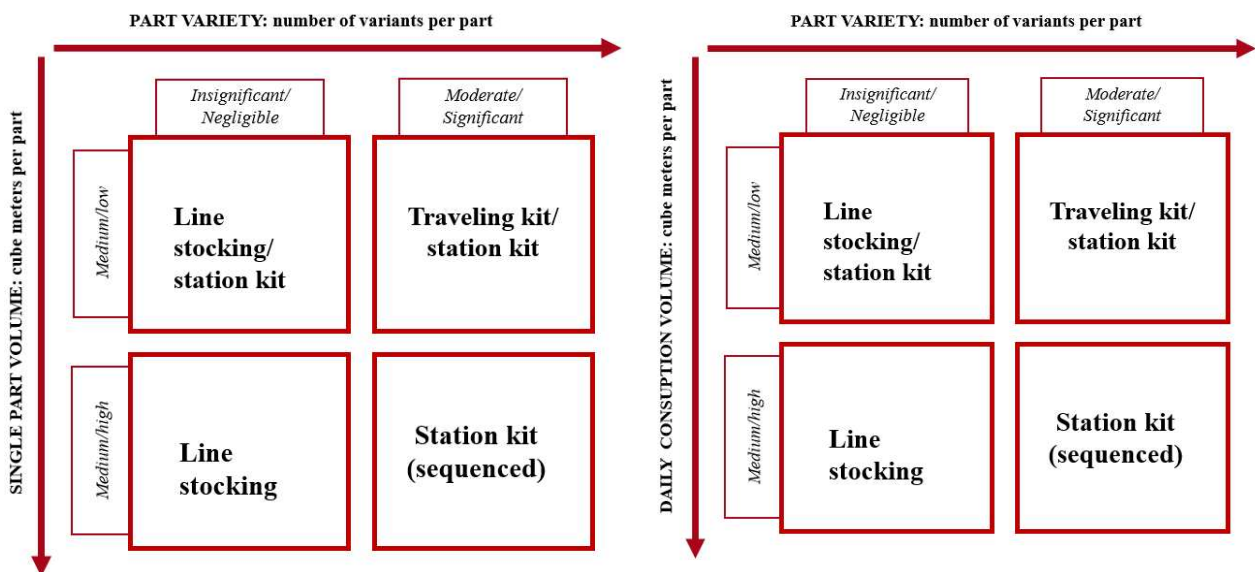 PART VARIETY: number of variants per part
SINGLE PART VOLUME: cube meters per part
Insignificant/
Negligible
Moderate/
Significant
Medium/low
Line
stocking/
station kit
Traveling kit/
station kit
Medium/high
Line
stocking
Station kit
(sequenced)
PART VARIETY: number of variants per part
DAILY CONSUPTION VOLUME: cube meters per part
Insignificant/
Negligible
Moderate/
Significant
Medium/low
Line
stocking/
station kit
Traveling kit/
station kit
Medium/high
Line
stocking
Station kit
(sequenced)